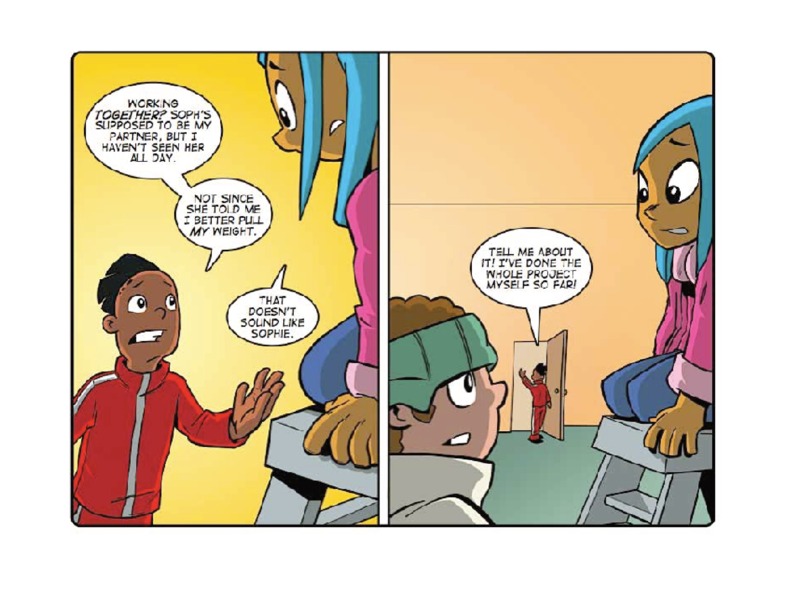 WORKING
TOGETHER? SOPH'S
SUPPOSED TO BE MY
PARTNER, BUT I
HAVEN'T SEEN HER
ALL DAY.
NOT SINCE
SHE TOLD ME
I BETTER PULL
MY WEIGHT.
THAT
DOESN'T
SOUND LIKE
SOPHIE.
TELL ME ABOUT
IT! I'VE DONE THE
WHOLE PROJECT
MYSELF SO FAR!